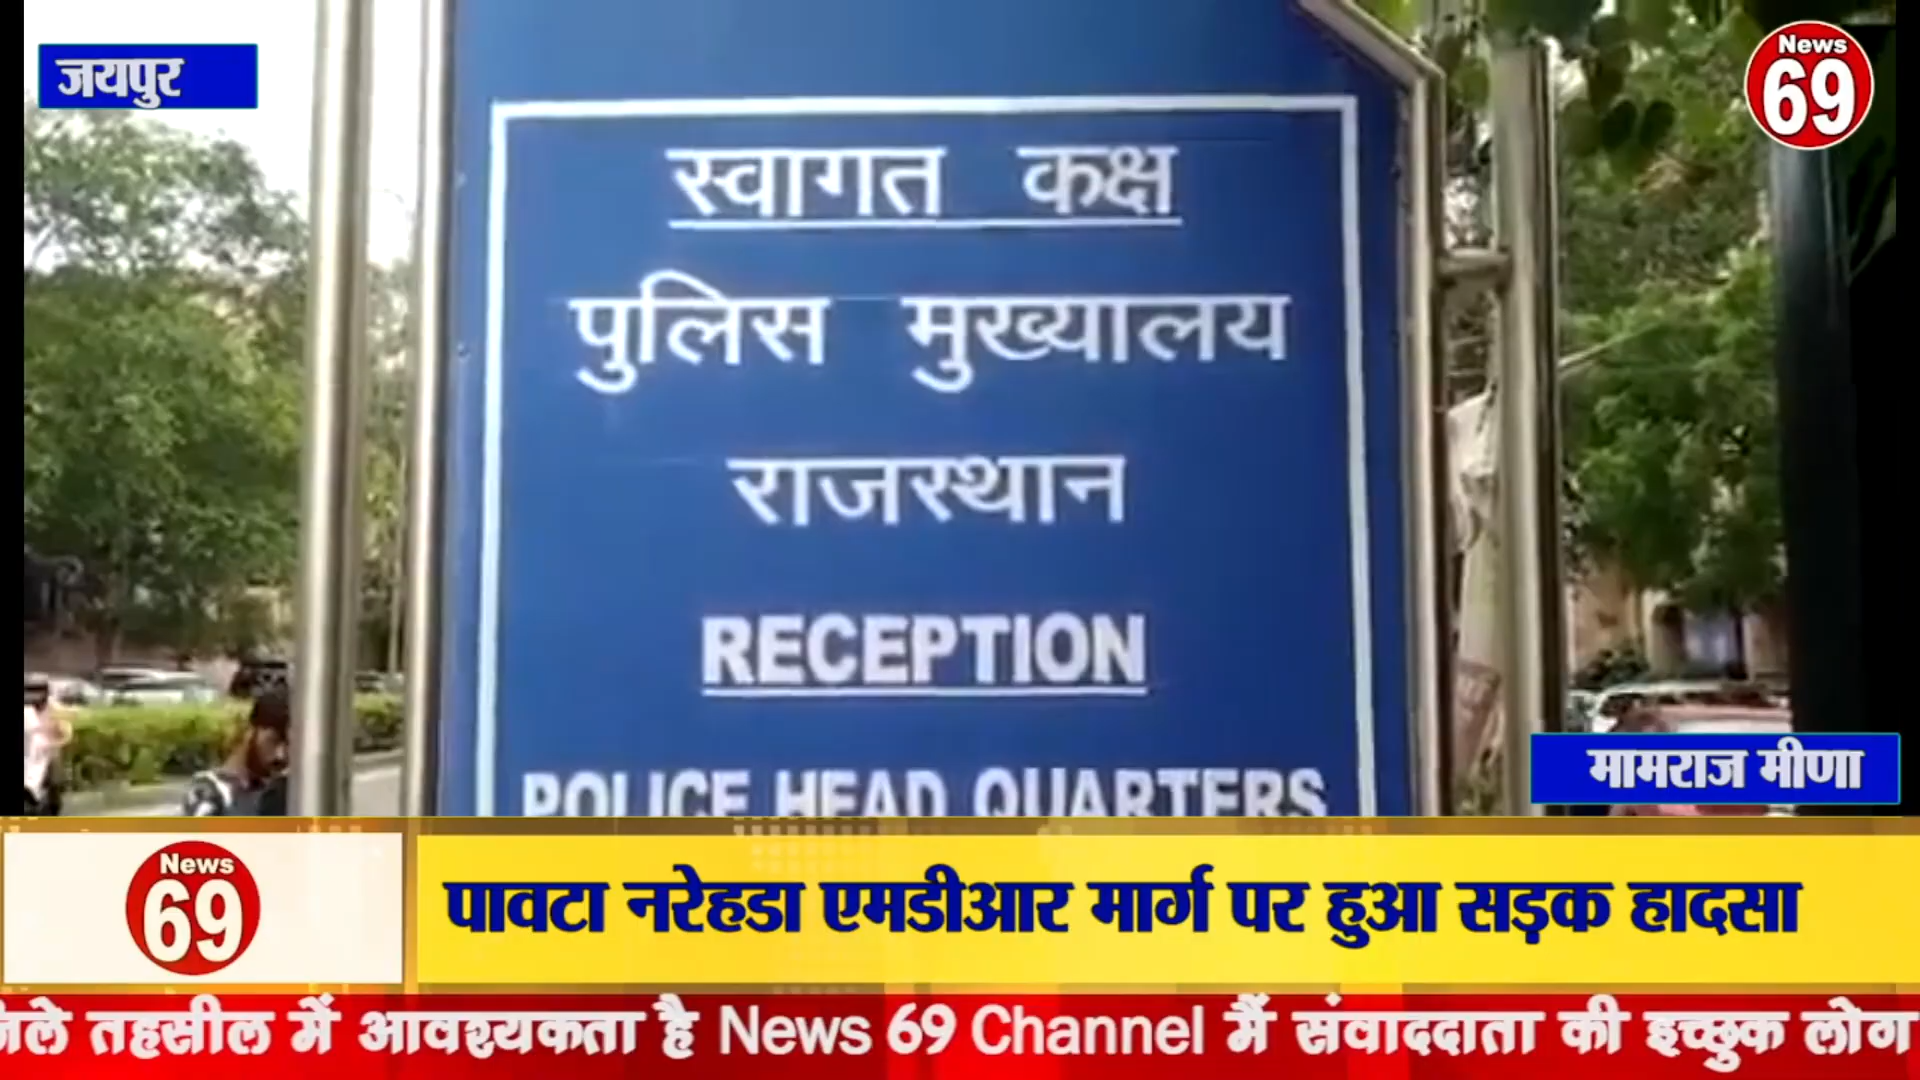 जयपुर
News
69
स्वागत कक्ष
पुलिस मुख्यालय
राजस्थान
RECEPTION
POLICE HEAD QUARTERS
मामराज मीणा
News
69
पावटा नरेहडा एमडीआर मार्ग पर हुआ सड़क हादसा
तहसील में आवश्यकता है News 69 Channel मैं संवाददाता की इच्छुक लोग